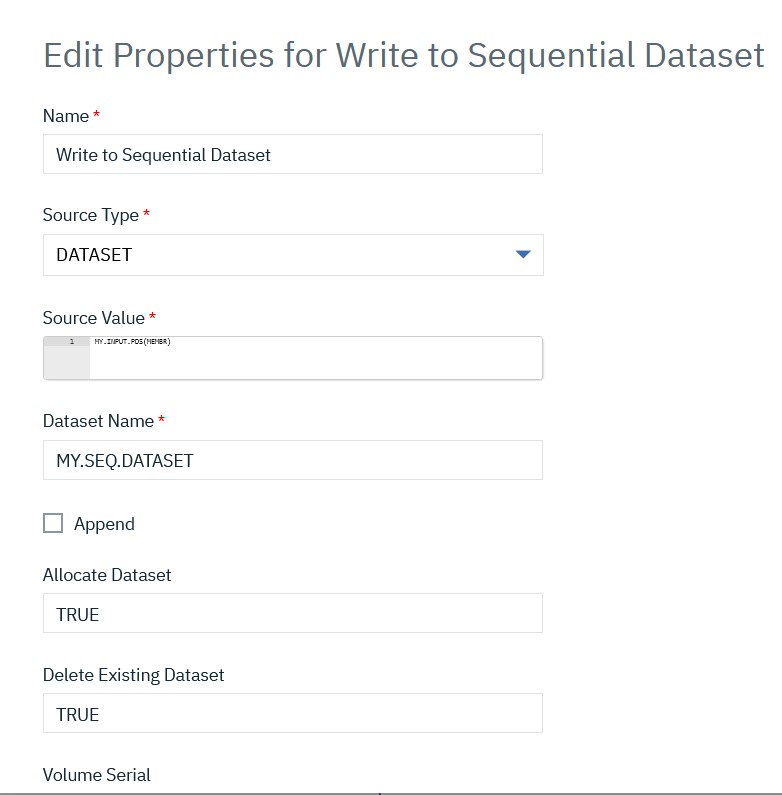 Edit Properties for Write to Sequential Dataset
Name *
Write to Sequential Dataset
Source Type *
DATASET
Source Value *
1 MY.INPUT.PDS(MEMBR)
Dataset Name *
MY.SEQ.DATASET
Append
Allocate Dataset
TRUE
Delete Existing Dataset
TRUE
Volume Serial